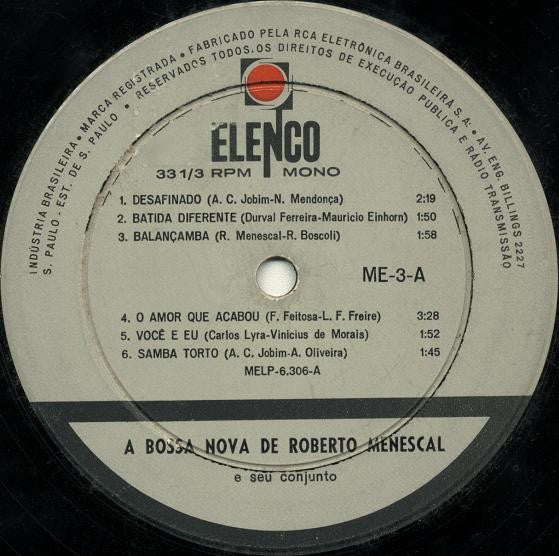 INDÚSTRIA BRASILEIRA • MARCA REGISTRADA • FABRICADO PELA RCA ELETRÔNICA BRASILEIRA S.A. • AV. ENG. BILLINGS 2227
S. PAULO - EST. DE S. PAULO • RESERVADOS TODOS.OS DIREITOS DE EXECUÇÃO PUBLICA E RÁDIO TRANSMISSÃO
ELENCO
33 1/3 RPM MONO
1. DESAFINADO (A. C. Jobim-N. Mendonça) 2:19
2. BATIDA DIFERENTE (Durval Ferreira-Mauricio Einhorn) 1:50
3. BALANÇAMBA (R. Menescal-R. Boscoli) 1:58
ME-3-A
4. O AMOR QUE ACABOU (F. Feitosa-L. F. Freire) 3:28
5. VOCÊ E EU (Carlos Lyra-Vinicius de Morais) 1:52
6. SAMBA TORTO (A. C. Jobim-A. Oliveira) 1:45
MELP-6.306-A
A BOSSA NOVA DE ROBERTO MENESCAL
e seu conjunto